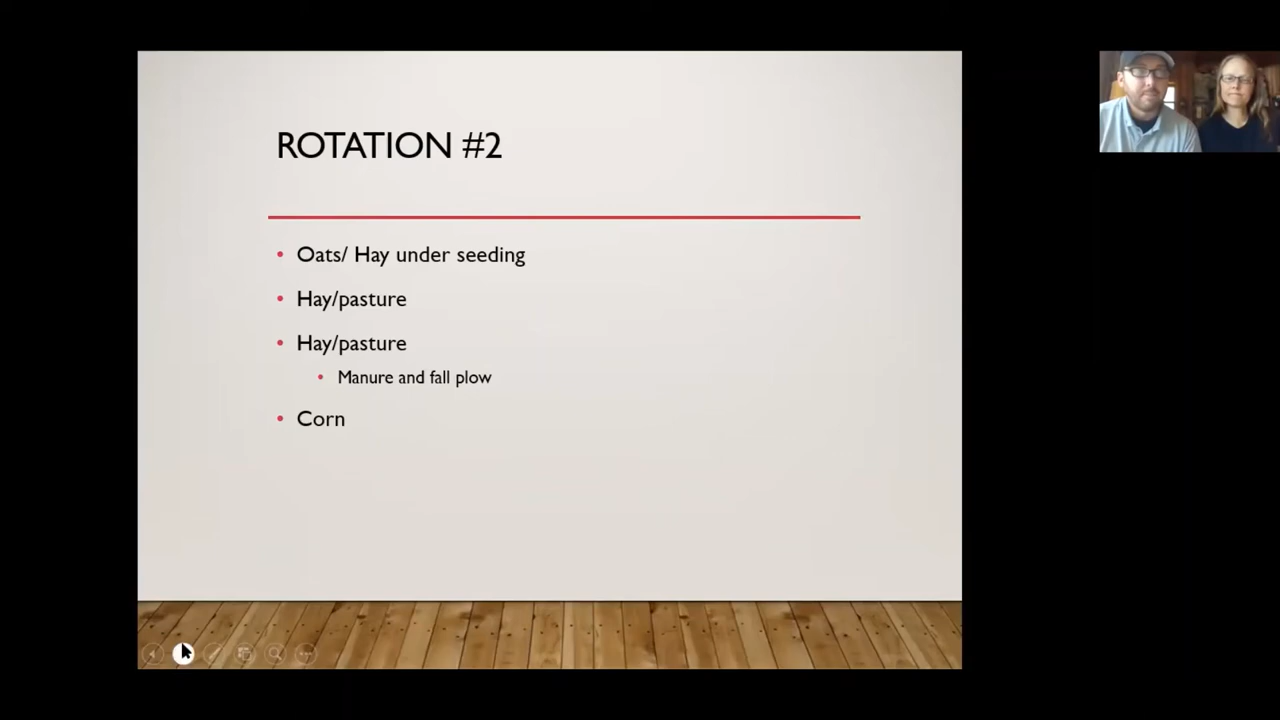 ROTATION #2
Oats/ Hay under seeding
Hay/pasture
Hay/pasture
Manure and fall plow
Corn